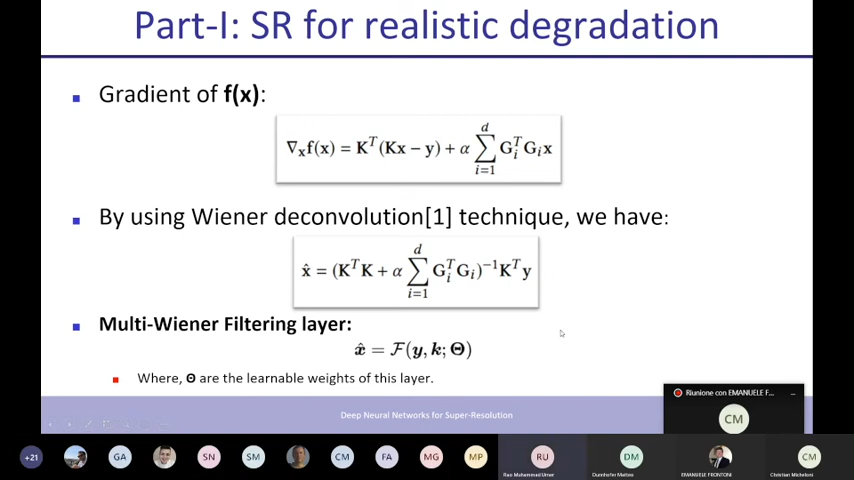 Part-I: SR for realistic degradation
Gradient of f(x):
∇ₓf(x) = Kᵀ(Kx − y) + α ∑ᵢ₌₁ᵈ GᵢᵀGᵢx
By using Wiener deconvolution[1] technique, we have:
x̂ = (KᵀK + α ∑ᵢ₌₁ᵈ GᵢᵀGᵢ)⁻¹Kᵀy
Multi-Wiener Filtering layer:
x̂ = F(y, k; Θ)
Where, Θ are the learnable weights of this layer.
Deep Neural Networks for Super-Resolution
Riunione con EMANUELE F...
CM
+21
GA
SN
SM
CM
FA
MG
MP
RU
DM
CM
Rao Muhammad Umer
Dunnhofer Matteo
EMANUELE FRONTONI
Christian Micheloni